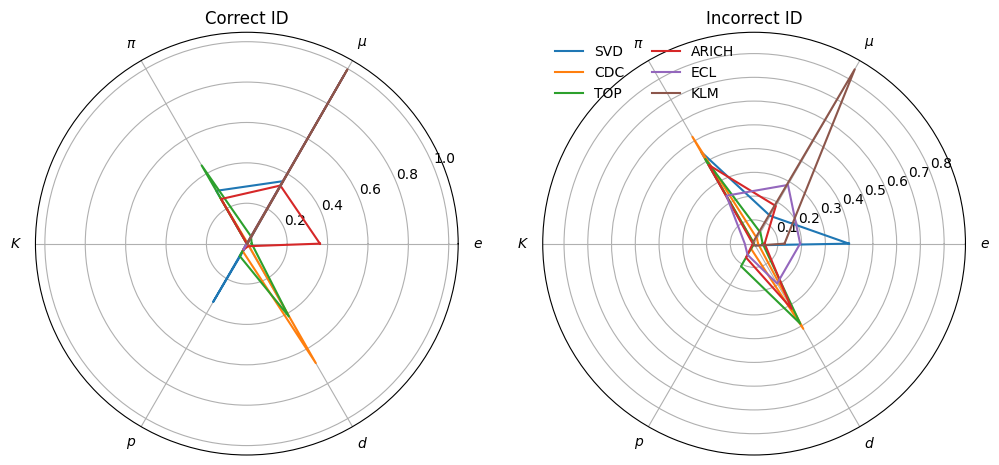 Correct ID
π
μ
K
e
p
d
0.2
0.4
0.6
0.8
1.0
Incorrect ID
π
μ
K
e
p
d
0.1
0.2
0.3
0.4
0.5
0.6
0.7
0.8
SVD
CDC
TOP
ARICH
ECL
KLM